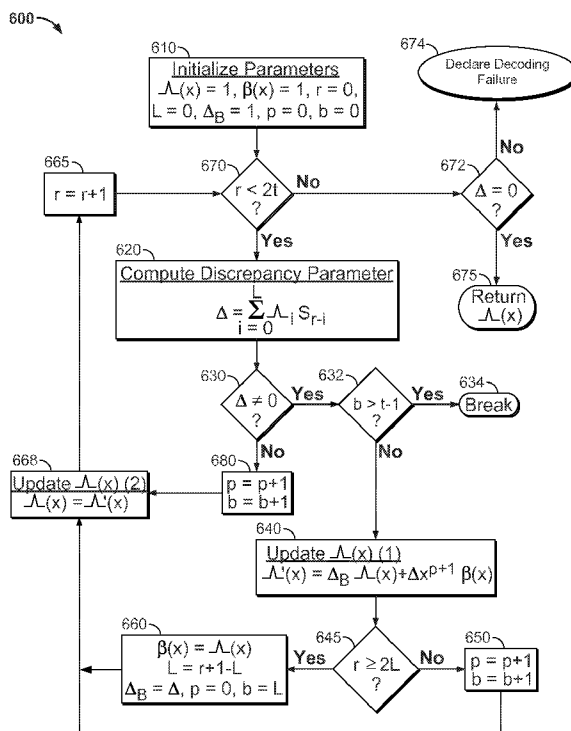 600
610
Initialize Parameters
Λ(x) = 1, β(x) = 1, r = 0,
L = 0, Δ_B = 1, p = 0, b = 0
674
Declare Decoding
Failure
665
r = r+1
670
r < 2t
?
No
Yes
672
Δ = 0
?
No
Yes
675
Return
Λ(x)
620
Compute Discrepancy Parameter
Δ = Σ_{i = 0}^{L} Λ_i S_{r-i}
630
Δ ≠ 0
?
Yes
No
632
b > t-1
?
Yes
No
634
Break
668
Update Λ(x) (2)
Λ(x) = Λ'(x)
680
p = p+1
b = b+1
640
Update Λ(x) (1)
Λ'(x) = Δ_B Λ(x)+Δx^{p+1} β(x)
660
β(x) = Λ(x)
L = r+1-L
Δ_B = Δ, p = 0, b = L
645
r ≥ 2L
?
Yes
No
650
p = p+1
b = b+1